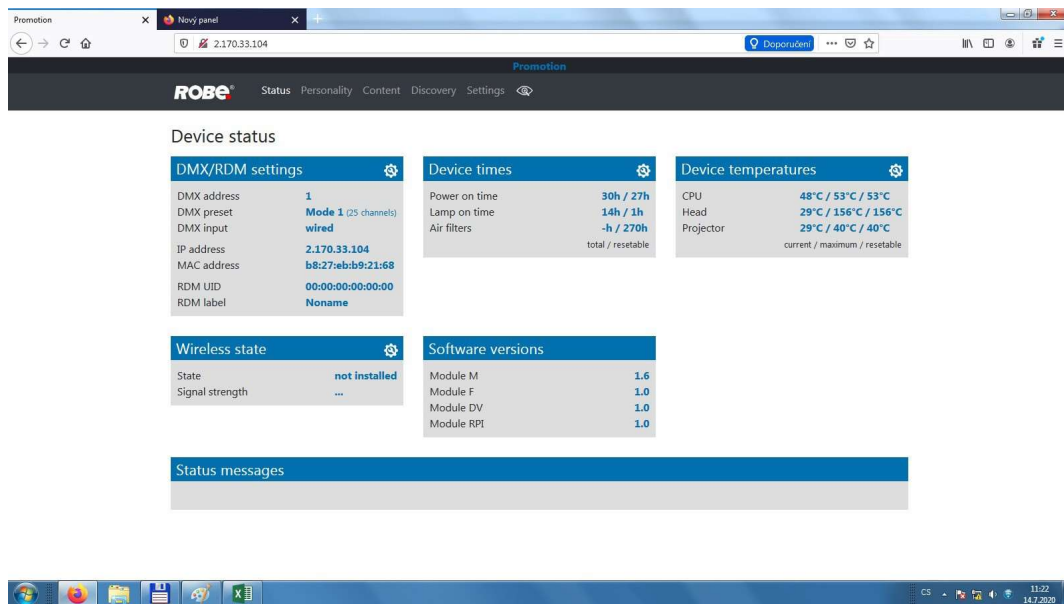 Promotion
Nový panel
2.170.33.104
Doporučení
Promotion
ROBE®
Status Personality Content Discovery Settings
Device status
DMX/RDM settings
DMX address 1
DMX preset Mode 1 (25 channels)
DMX input wired
IP address 2.170.33.104
MAC address b8:27:eb:b9:21:68
RDM UID 00:00:00:00:00:00
RDM label Noname
Device times
Power on time 30h / 27h
Lamp on time 14h / 1h
Air filters -h / 270h
total / resetable
Device temperatures
CPU 48°C / 53°C / 53°C
Head 29°C / 156°C / 156°C
Projector 29°C / 40°C / 40°C
current / maximum / resetable
Wireless state
State not installed
Signal strength ...
Software versions
Module M 1.6
Module F 1.0
Module DV 1.0
Module RPI 1.0
Status messages
CS
11:22
14.7.2020